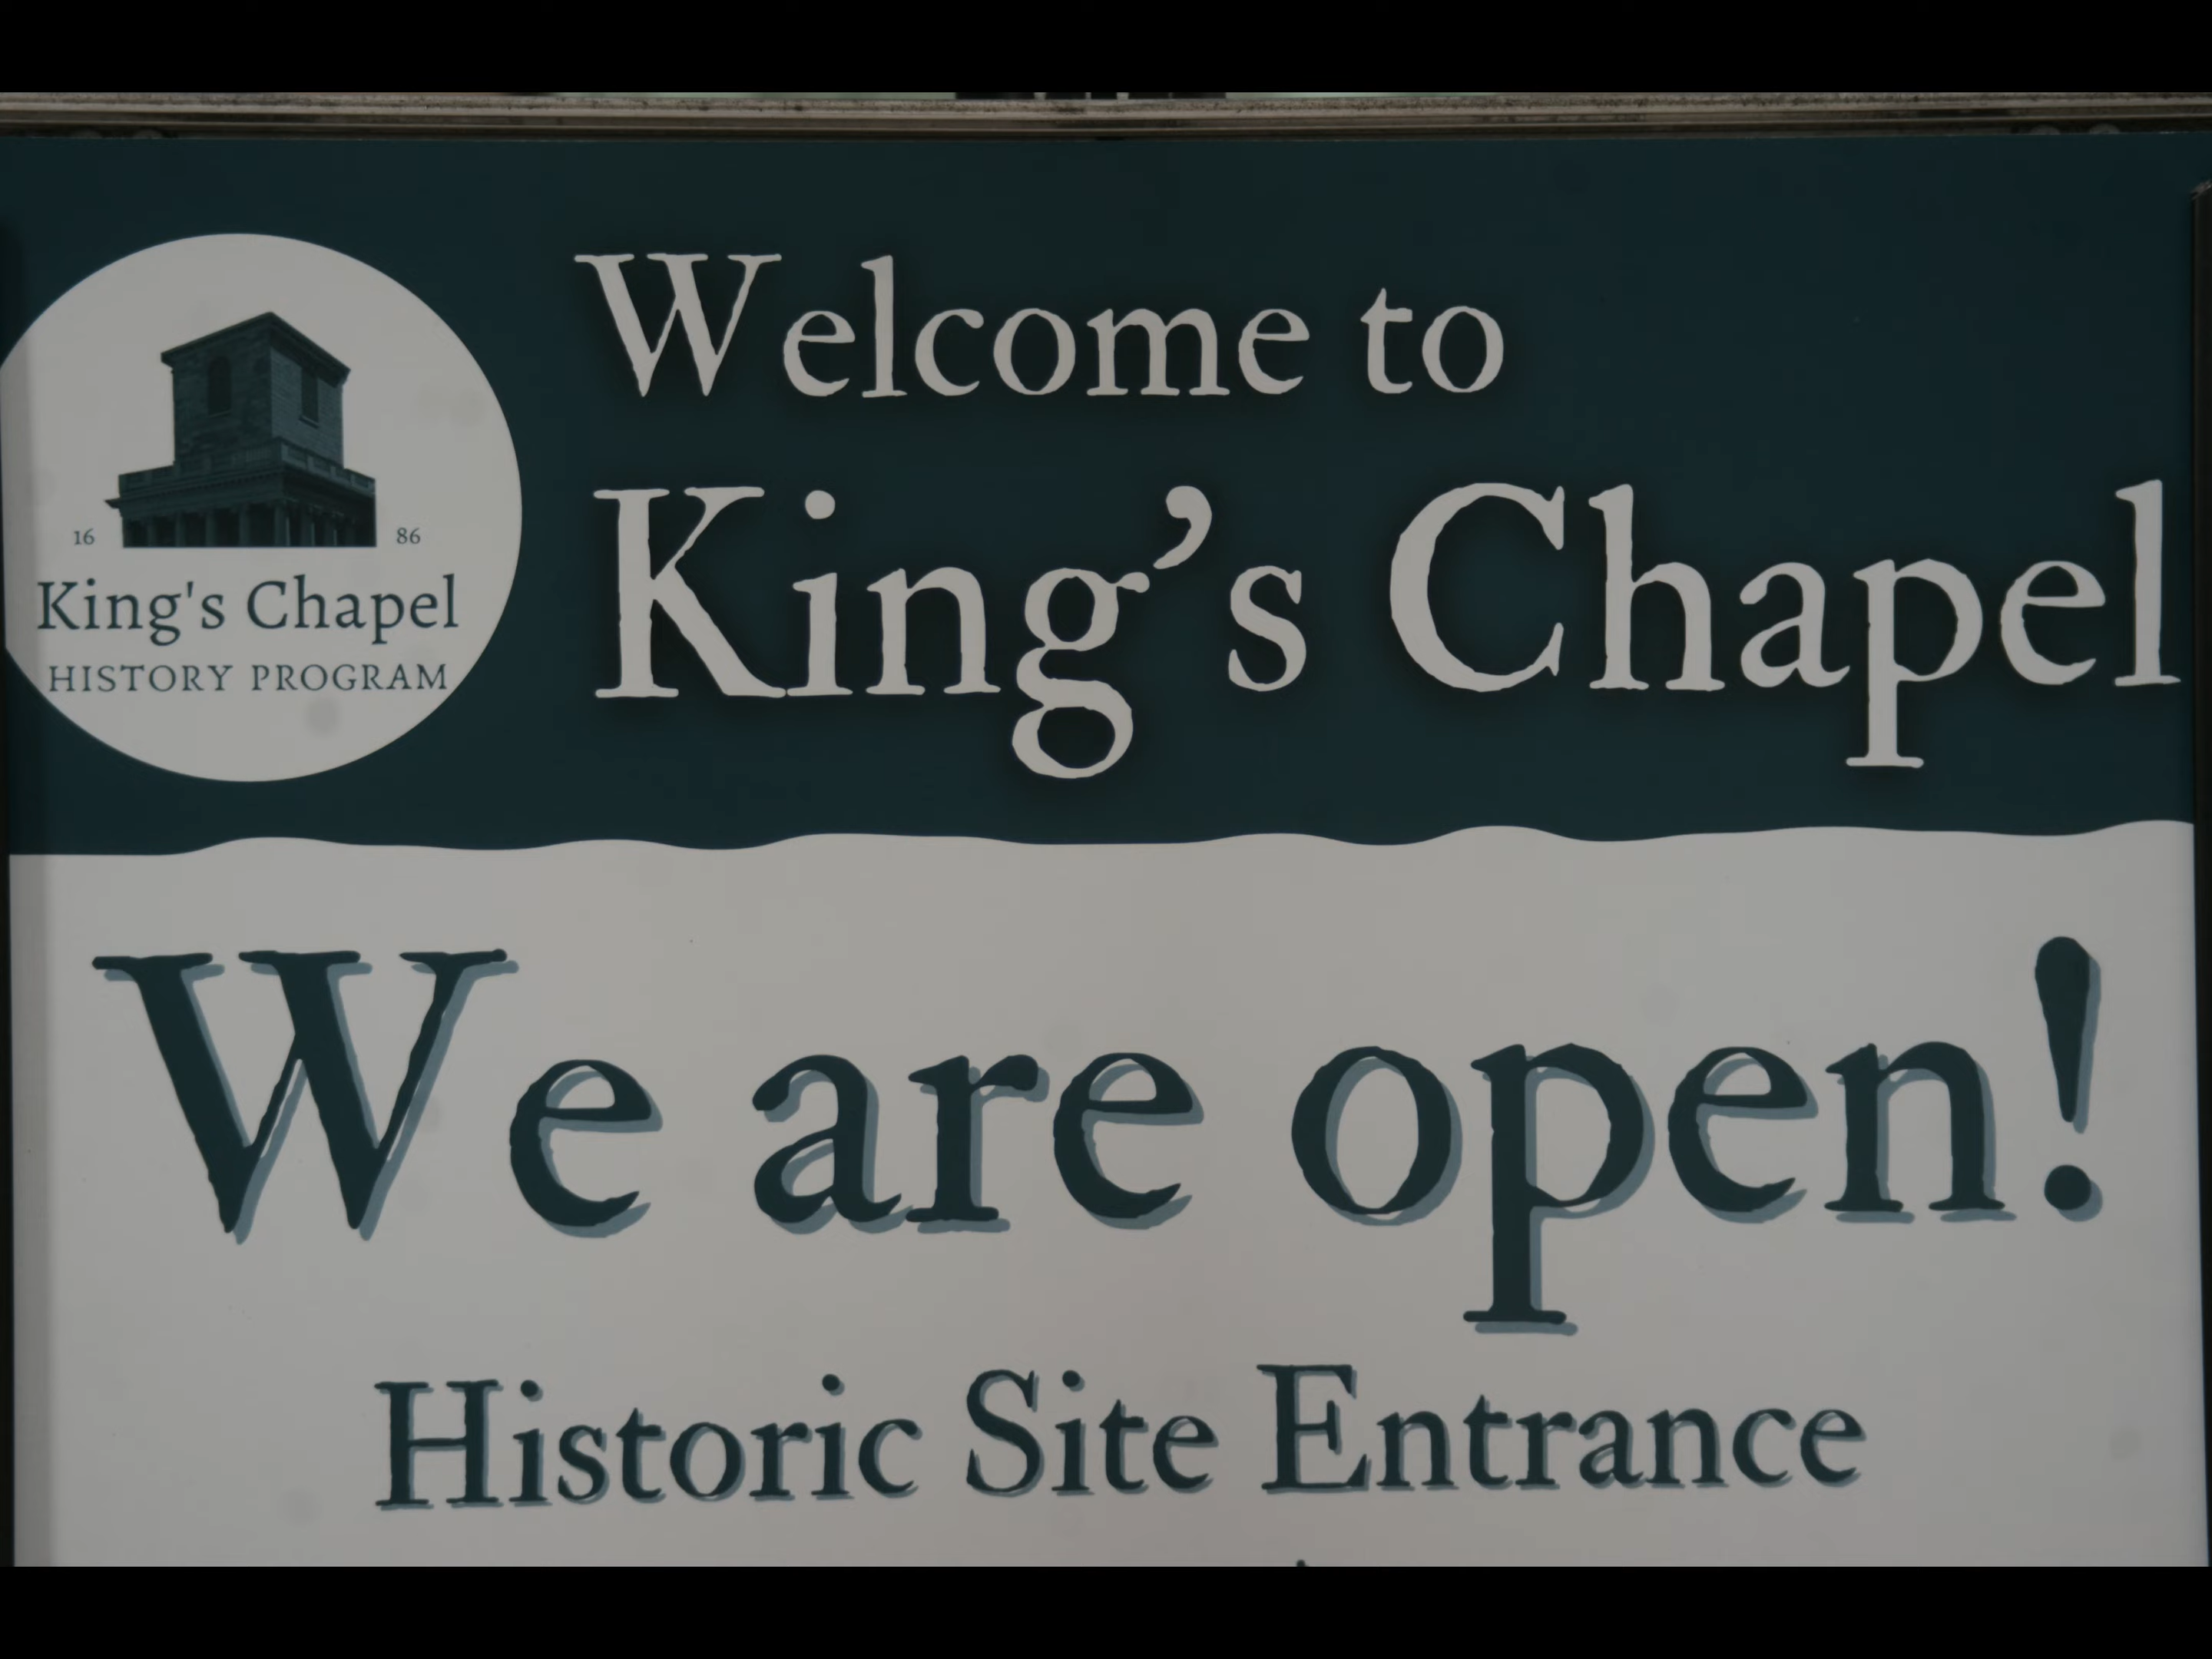 Welcome to
King’s Chapel
16 86
King's Chapel
HISTORY PROGRAM
We are open!
Historic Site Entrance